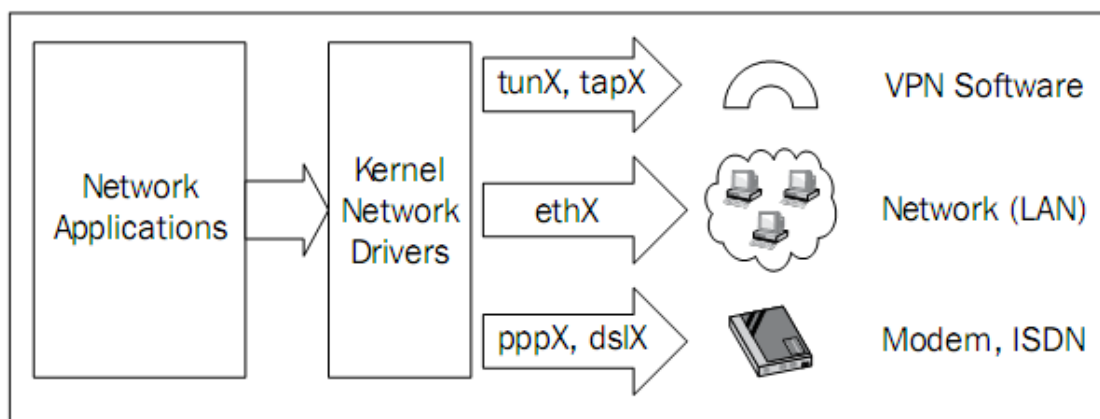 Network
Applications
Kernel
Network
Drivers
tunX, tapX
VPN Software
ethX
Network (LAN)
pppX, dslX
Modem, ISDN